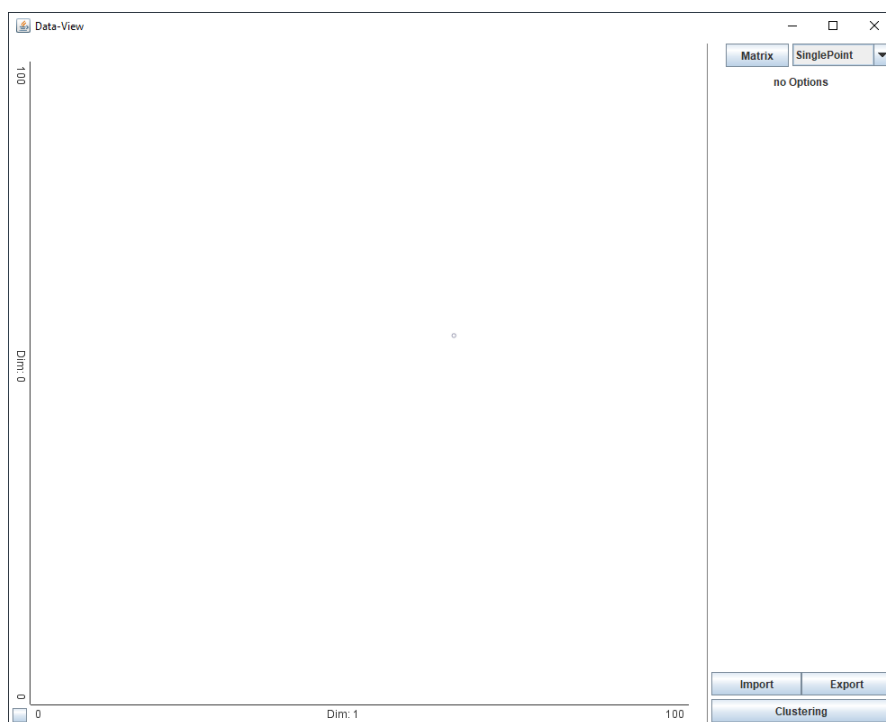 Data-View
Matrix
SinglePoint
no Options
100
Dim: 0
0
0
Dim: 1
100
Import
Export
Clustering